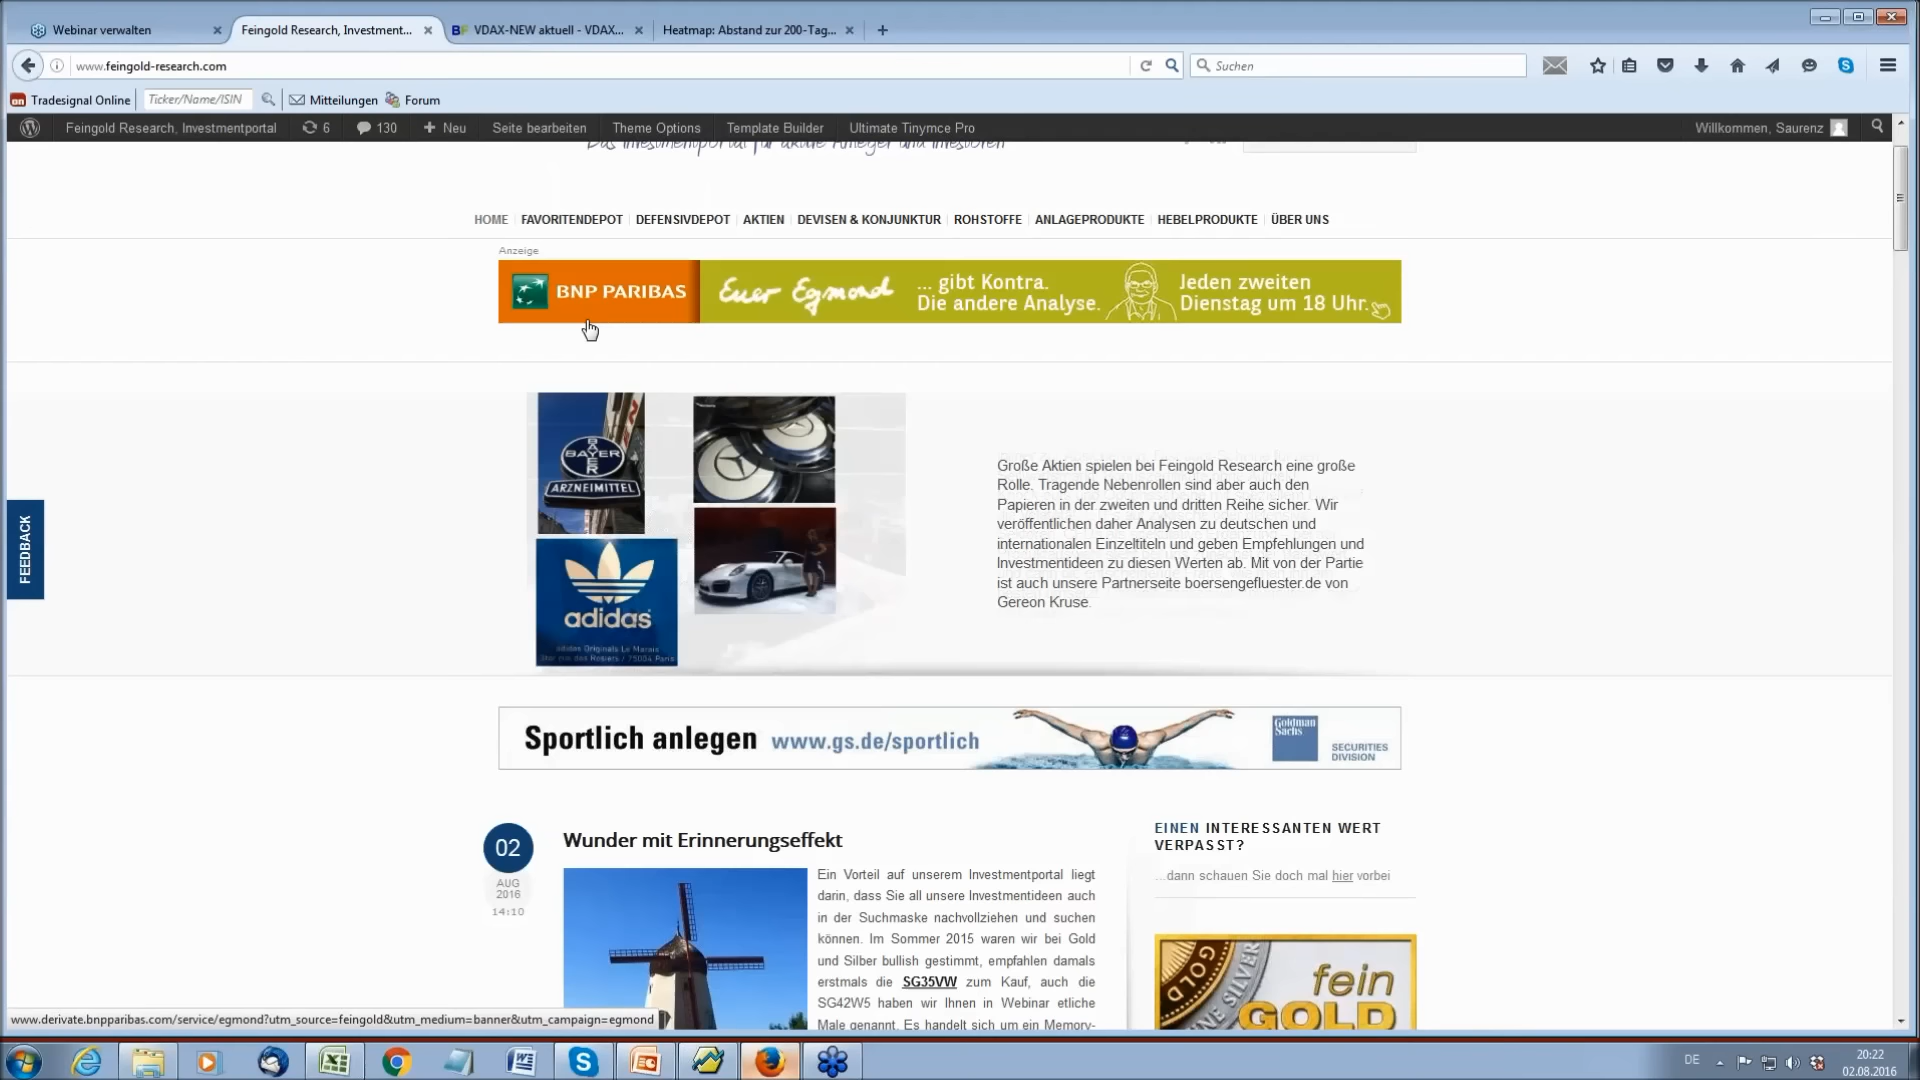 Webinar verwalten
Feingold Research, Investment...
VDAX-NEW aktuell - VDAX...
Heatmap: Abstand zur 200-Tag...
www.feingold-research.com
Suchen
Tradesignal Online
Ticker/Name/ISIN
Mitteilungen
Forum
Feingold Research, Investmentportal
6
130
Neu
Seite bearbeiten
Theme Options
Template Builder
Ultimate Tinymce Pro
Willkommen, Saurenz
Das Investmentportal für aktive Anleger und Investoren
HOME
FAVORITENDEPOT
DEFENSIVDEPOT
AKTIEN
DEVISEN & KONJUNKTUR
ROHSTOFFE
ANLAGEPRODUKTE
HEBELPRODUKTE
ÜBER UNS
Anzeige
BNP PARIBAS
Euer Egmond
... gibt Kontra.
Die andere Analyse.
Jeden zweiten
Dienstag um 18 Uhr.
BAYER
BAYER
ARZNEIMITTEL
adidas
adidas Originals Le Marais
75004 Paris
Große Aktien spielen bei Feingold Research eine große
Rolle. Tragende Nebenrollen sind aber auch den
Papieren in der zweiten und dritten Reihe sicher. Wir
veröffentlichen daher Analysen zu deutschen und
internationalen Einzeltiteln und geben Empfehlungen und
Investmentideen zu diesen Werten ab. Mit von der Partie
ist auch unsere Partnerseite boersengefluester.de von
Gereon Kruse.
FEEDBACK
Sportlich anlegen www.gs.de/sportlich
Goldman
Sachs
SECURITIES
DIVISION
02
AUG
2016
14:10
Wunder mit Erinnerungseffekt
Ein Vorteil auf unserem Investmentportal liegt
darin, dass Sie all unsere Investmentideen auch
in der Suchmaske nachvollziehen und suchen
können. Im Sommer 2015 waren wir bei Gold
und Silber bullish gestimmt, empfahlen damals
erstmals die SG35VW zum Kauf, auch die
SG42W5 haben wir Ihnen in Webinar etliche
Male genannt. Es handelt sich um ein Memory-
EINEN INTERESSANTEN WERT
VERPASST?
...dann schauen Sie doch mal hier vorbei
GOLD
SILVER
fein
GOLD
www.derivate.bnpparibas.com/service/egmond?utm_source=feingold&utm_medium=banner&utm_campaign=egmond
DE
20:22
02.08.2016